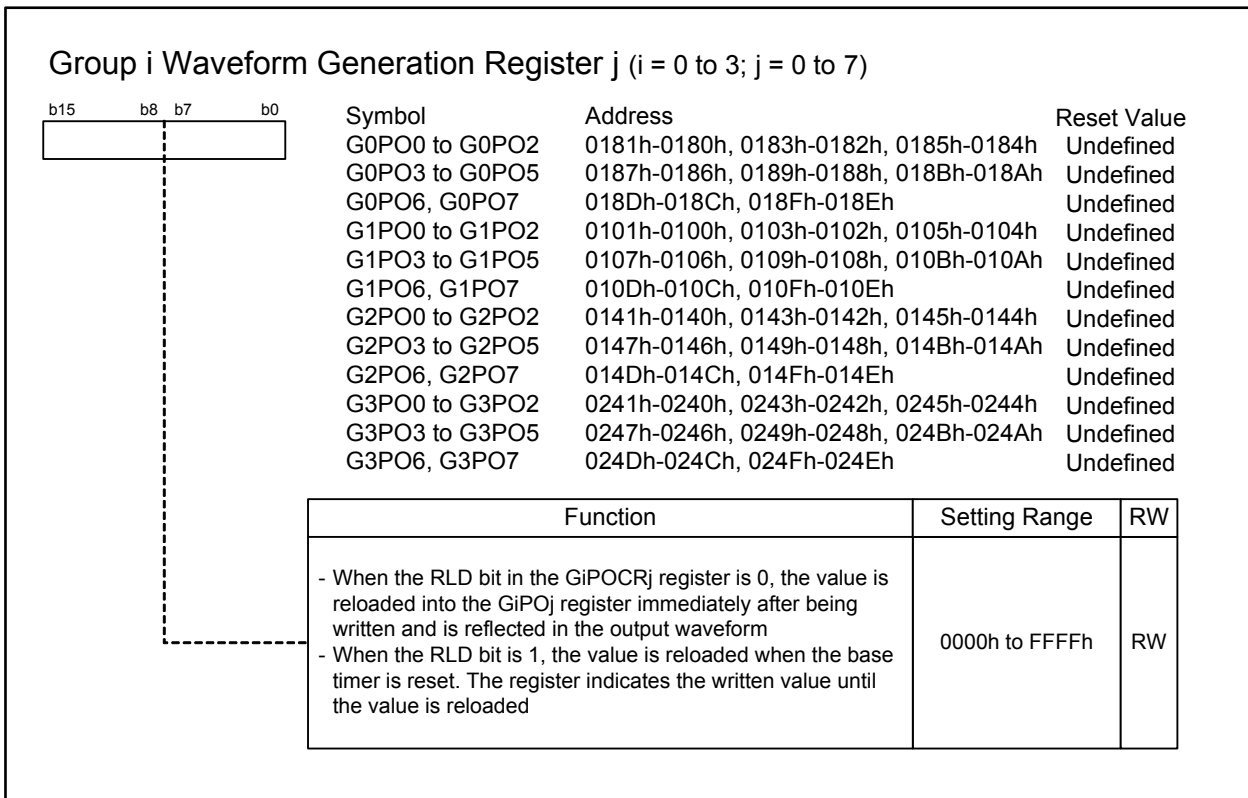 Group i Waveform Generation Register j (i = 0 to 3; j = 0 to 7)
b15 b8 b7 b0
Symbol Address Reset Value
G0PO0 to G0PO2 0181h-0180h, 0183h-0182h, 0185h-0184h Undefined
G0PO3 to G0PO5 0187h-0186h, 0189h-0188h, 018Bh-018Ah Undefined
G0PO6, G0PO7 018Dh-018Ch, 018Fh-018Eh Undefined
G1PO0 to G1PO2 0101h-0100h, 0103h-0102h, 0105h-0104h Undefined
G1PO3 to G1PO5 0107h-0106h, 0109h-0108h, 010Bh-010Ah Undefined
G1PO6, G1PO7 010Dh-010Ch, 010Fh-010Eh Undefined
G2PO0 to G2PO2 0141h-0140h, 0143h-0142h, 0145h-0144h Undefined
G2PO3 to G2PO5 0147h-0146h, 0149h-0148h, 014Bh-014Ah Undefined
G2PO6, G2PO7 014Dh-014Ch, 014Fh-014Eh Undefined
G3PO0 to G3PO2 0241h-0240h, 0243h-0242h, 0245h-0244h Undefined
G3PO3 to G3PO5 0247h-0246h, 0249h-0248h, 024Bh-024Ah Undefined
G3PO6, G3PO7 024Dh-024Ch, 024Fh-024Eh Undefined
Function Setting Range RW
- When the RLD bit in the GiPOCRj register is 0, the value is
reloaded into the GiPOj register immediately after being
written and is reflected in the output waveform
- When the RLD bit is 1, the value is reloaded when the base
timer is reset. The register indicates the written value until
the value is reloaded
0000h to FFFFh RW